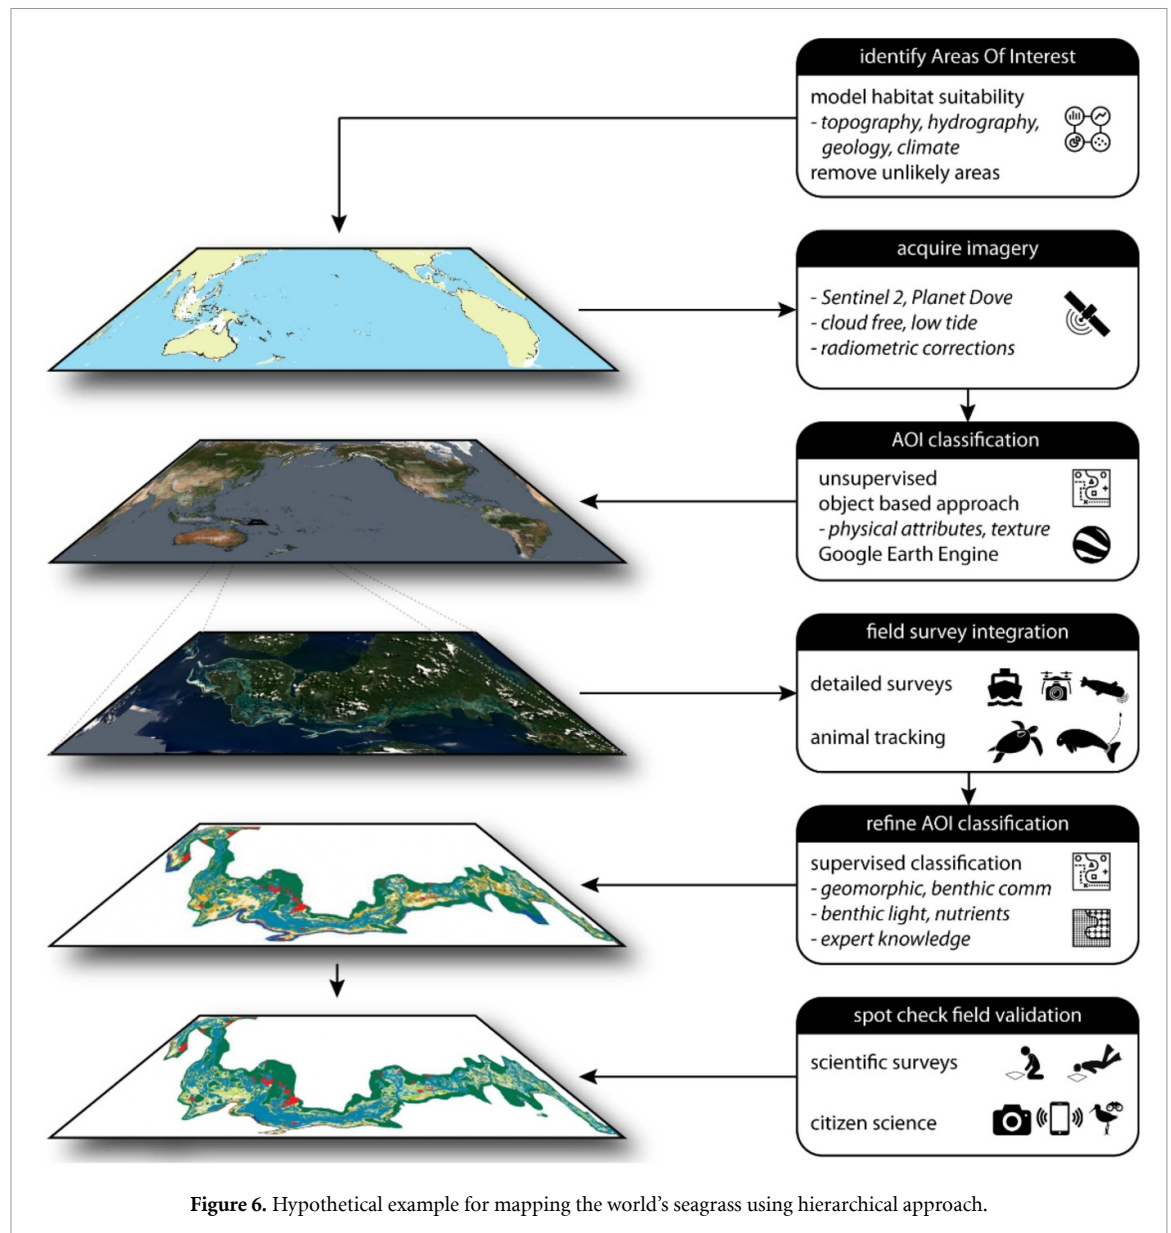 identify Areas Of Interest
model habitat suitability
- topography, hydrography,
geology, climate
remove unlikely areas
acquire imagery
- Sentinel 2, Planet Dove
- cloud free, low tide
- radiometric corrections
AOI classification
unsupervised
object based approach
- physical attributes, texture
Google Earth Engine
field survey integration
detailed surveys
animal tracking
refine AOI classification
supervised classification
- geomorphic, benthic comm
- benthic light, nutrients
- expert knowledge
spot check field validation
scientific surveys
citizen science
Figure 6. Hypothetical example for mapping the world's seagrass using hierarchical approach.